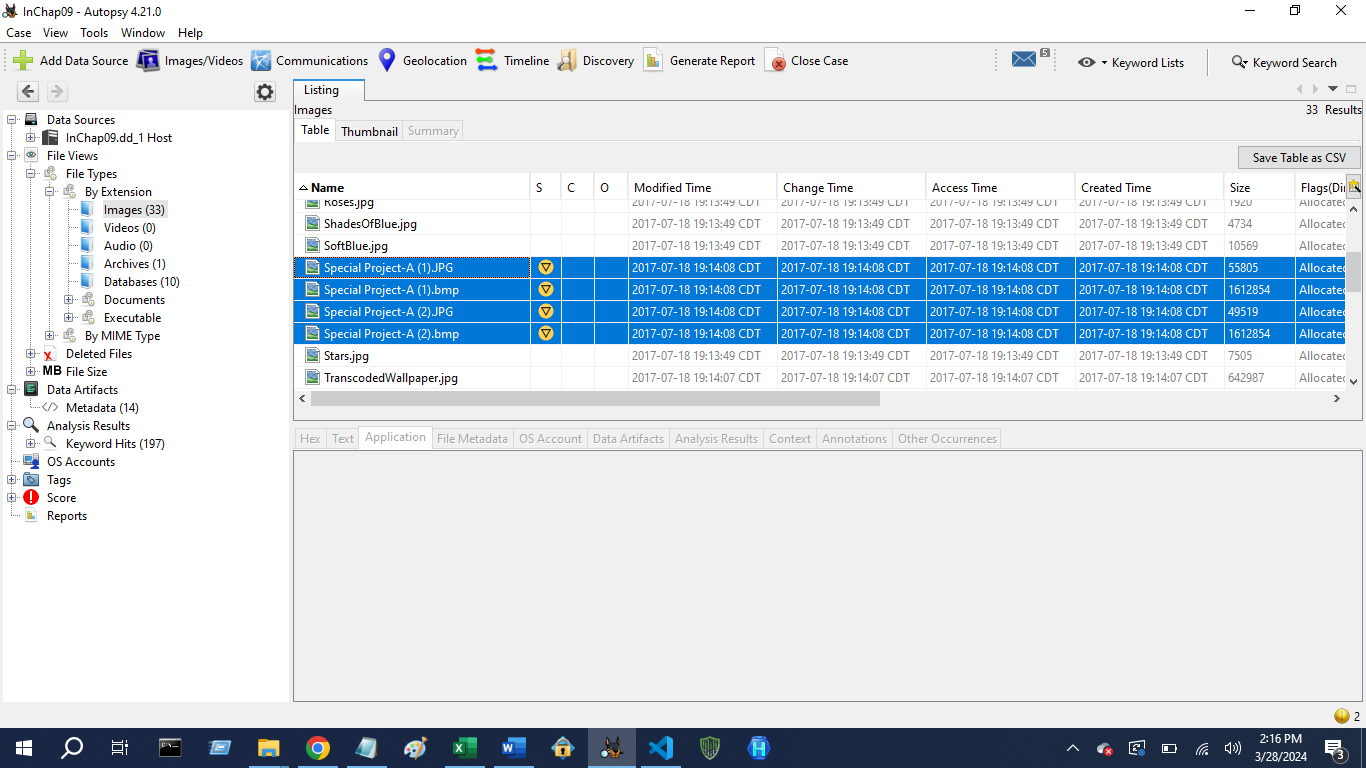 InChap09 - Autopsy 4.21.0
Case View Tools Window Help
Add Data Source Images/Videos Communications Geolocation Timeline Discovery Generate Report Close Case 5 Keyword Lists Keyword Search
Listing
Images 33 Results
Table Thumbnail Summary
Save Table as CSV
Data Sources
InChap09.dd_1 Host
File Views
File Types
By Extension
Images (33)
Videos (0)
Audio (0)
Archives (1)
Databases (10)
Documents
Executable
By MIME Type
Deleted Files
MB File Size
Data Artifacts
Metadata (14)
Analysis Results
Keyword Hits (197)
OS Accounts
Tags
Score
Reports
Name S C O Modified Time Change Time Access Time Created Time Size Flags(Di
Roses.jpg 2017-07-18 19:13:49 CDT 2017-07-18 19:13:49 CDT 2017-07-18 19:13:49 CDT 2017-07-18 19:13:49 CDT 1920 Allocate
ShadesOfBlue.jpg 2017-07-18 19:13:49 CDT 2017-07-18 19:13:49 CDT 2017-07-18 19:13:49 CDT 2017-07-18 19:13:49 CDT 4734 Allocate
SoftBlue.jpg 2017-07-18 19:13:49 CDT 2017-07-18 19:13:49 CDT 2017-07-18 19:13:49 CDT 2017-07-18 19:13:49 CDT 10569 Allocate
Special Project-A (1).JPG 2017-07-18 19:14:08 CDT 2017-07-18 19:14:08 CDT 2017-07-18 19:14:08 CDT 2017-07-18 19:14:08 CDT 55805 Allocate
Special Project-A (1).bmp 2017-07-18 19:14:08 CDT 2017-07-18 19:14:08 CDT 2017-07-18 19:14:08 CDT 2017-07-18 19:14:08 CDT 1612854 Allocate
Special Project-A (2).JPG 2017-07-18 19:14:08 CDT 2017-07-18 19:14:08 CDT 2017-07-18 19:14:08 CDT 2017-07-18 19:14:08 CDT 49519 Allocate
Special Project-A (2).bmp 2017-07-18 19:14:08 CDT 2017-07-18 19:14:08 CDT 2017-07-18 19:14:08 CDT 2017-07-18 19:14:08 CDT 1612854 Allocate
Stars.jpg 2017-07-18 19:13:49 CDT 2017-07-18 19:13:49 CDT 2017-07-18 19:13:49 CDT 2017-07-18 19:13:49 CDT 7505 Allocate
TranscodedWallpaper.jpg 2017-07-18 19:14:07 CDT 2017-07-18 19:14:07 CDT 2017-07-18 19:14:07 CDT 2017-07-18 19:14:07 CDT 642987 Allocate
Hex Text Application File Metadata OS Account Data Artifacts Analysis Results Context Annotations Other Occurrences
2
2:16 PM
3/28/2024
3